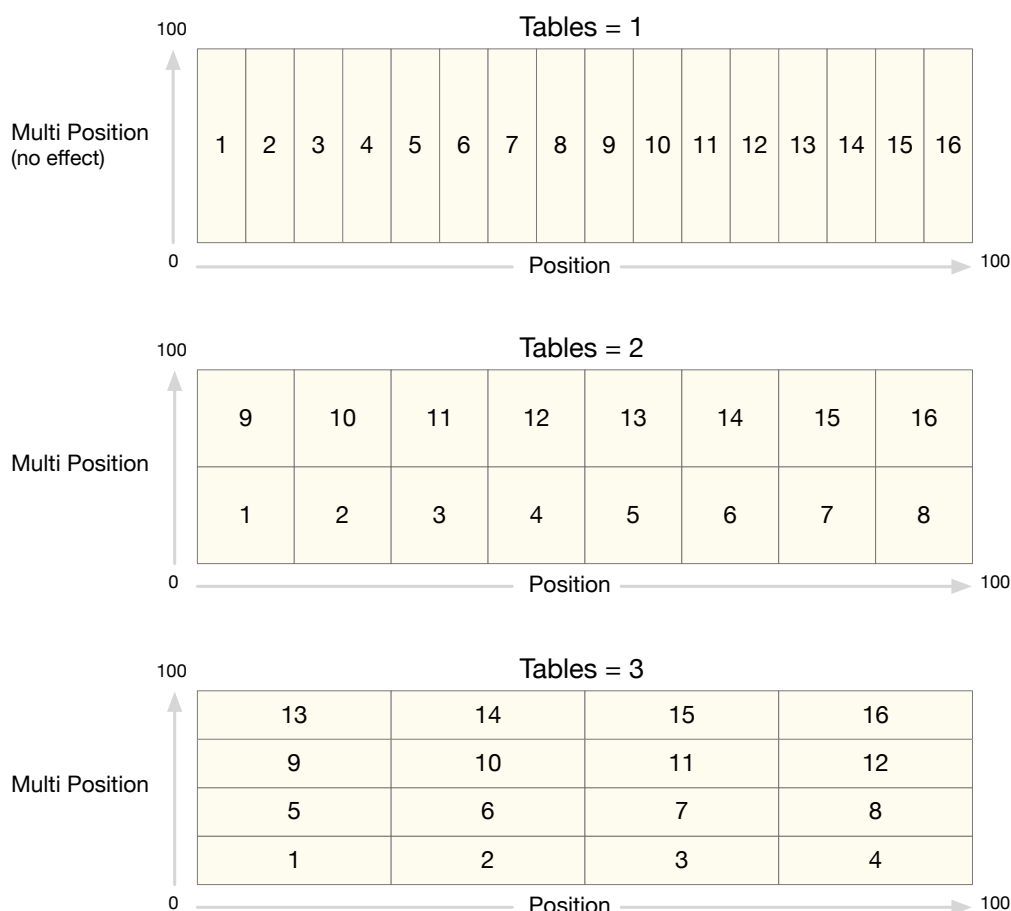 Tables = 1
100
Multi Position
(no effect)
1 2 3 4 5 6 7 8 9 10 11 12 13 14 15 16
0 Position 100
Tables = 2
100
9 10 11 12 13 14 15 16
Multi Position
1 2 3 4 5 6 7 8
0 Position 100
Tables = 3
100
13 14 15 16
9 10 11 12
Multi Position
5 6 7 8
1 2 3 4
0 Position 100